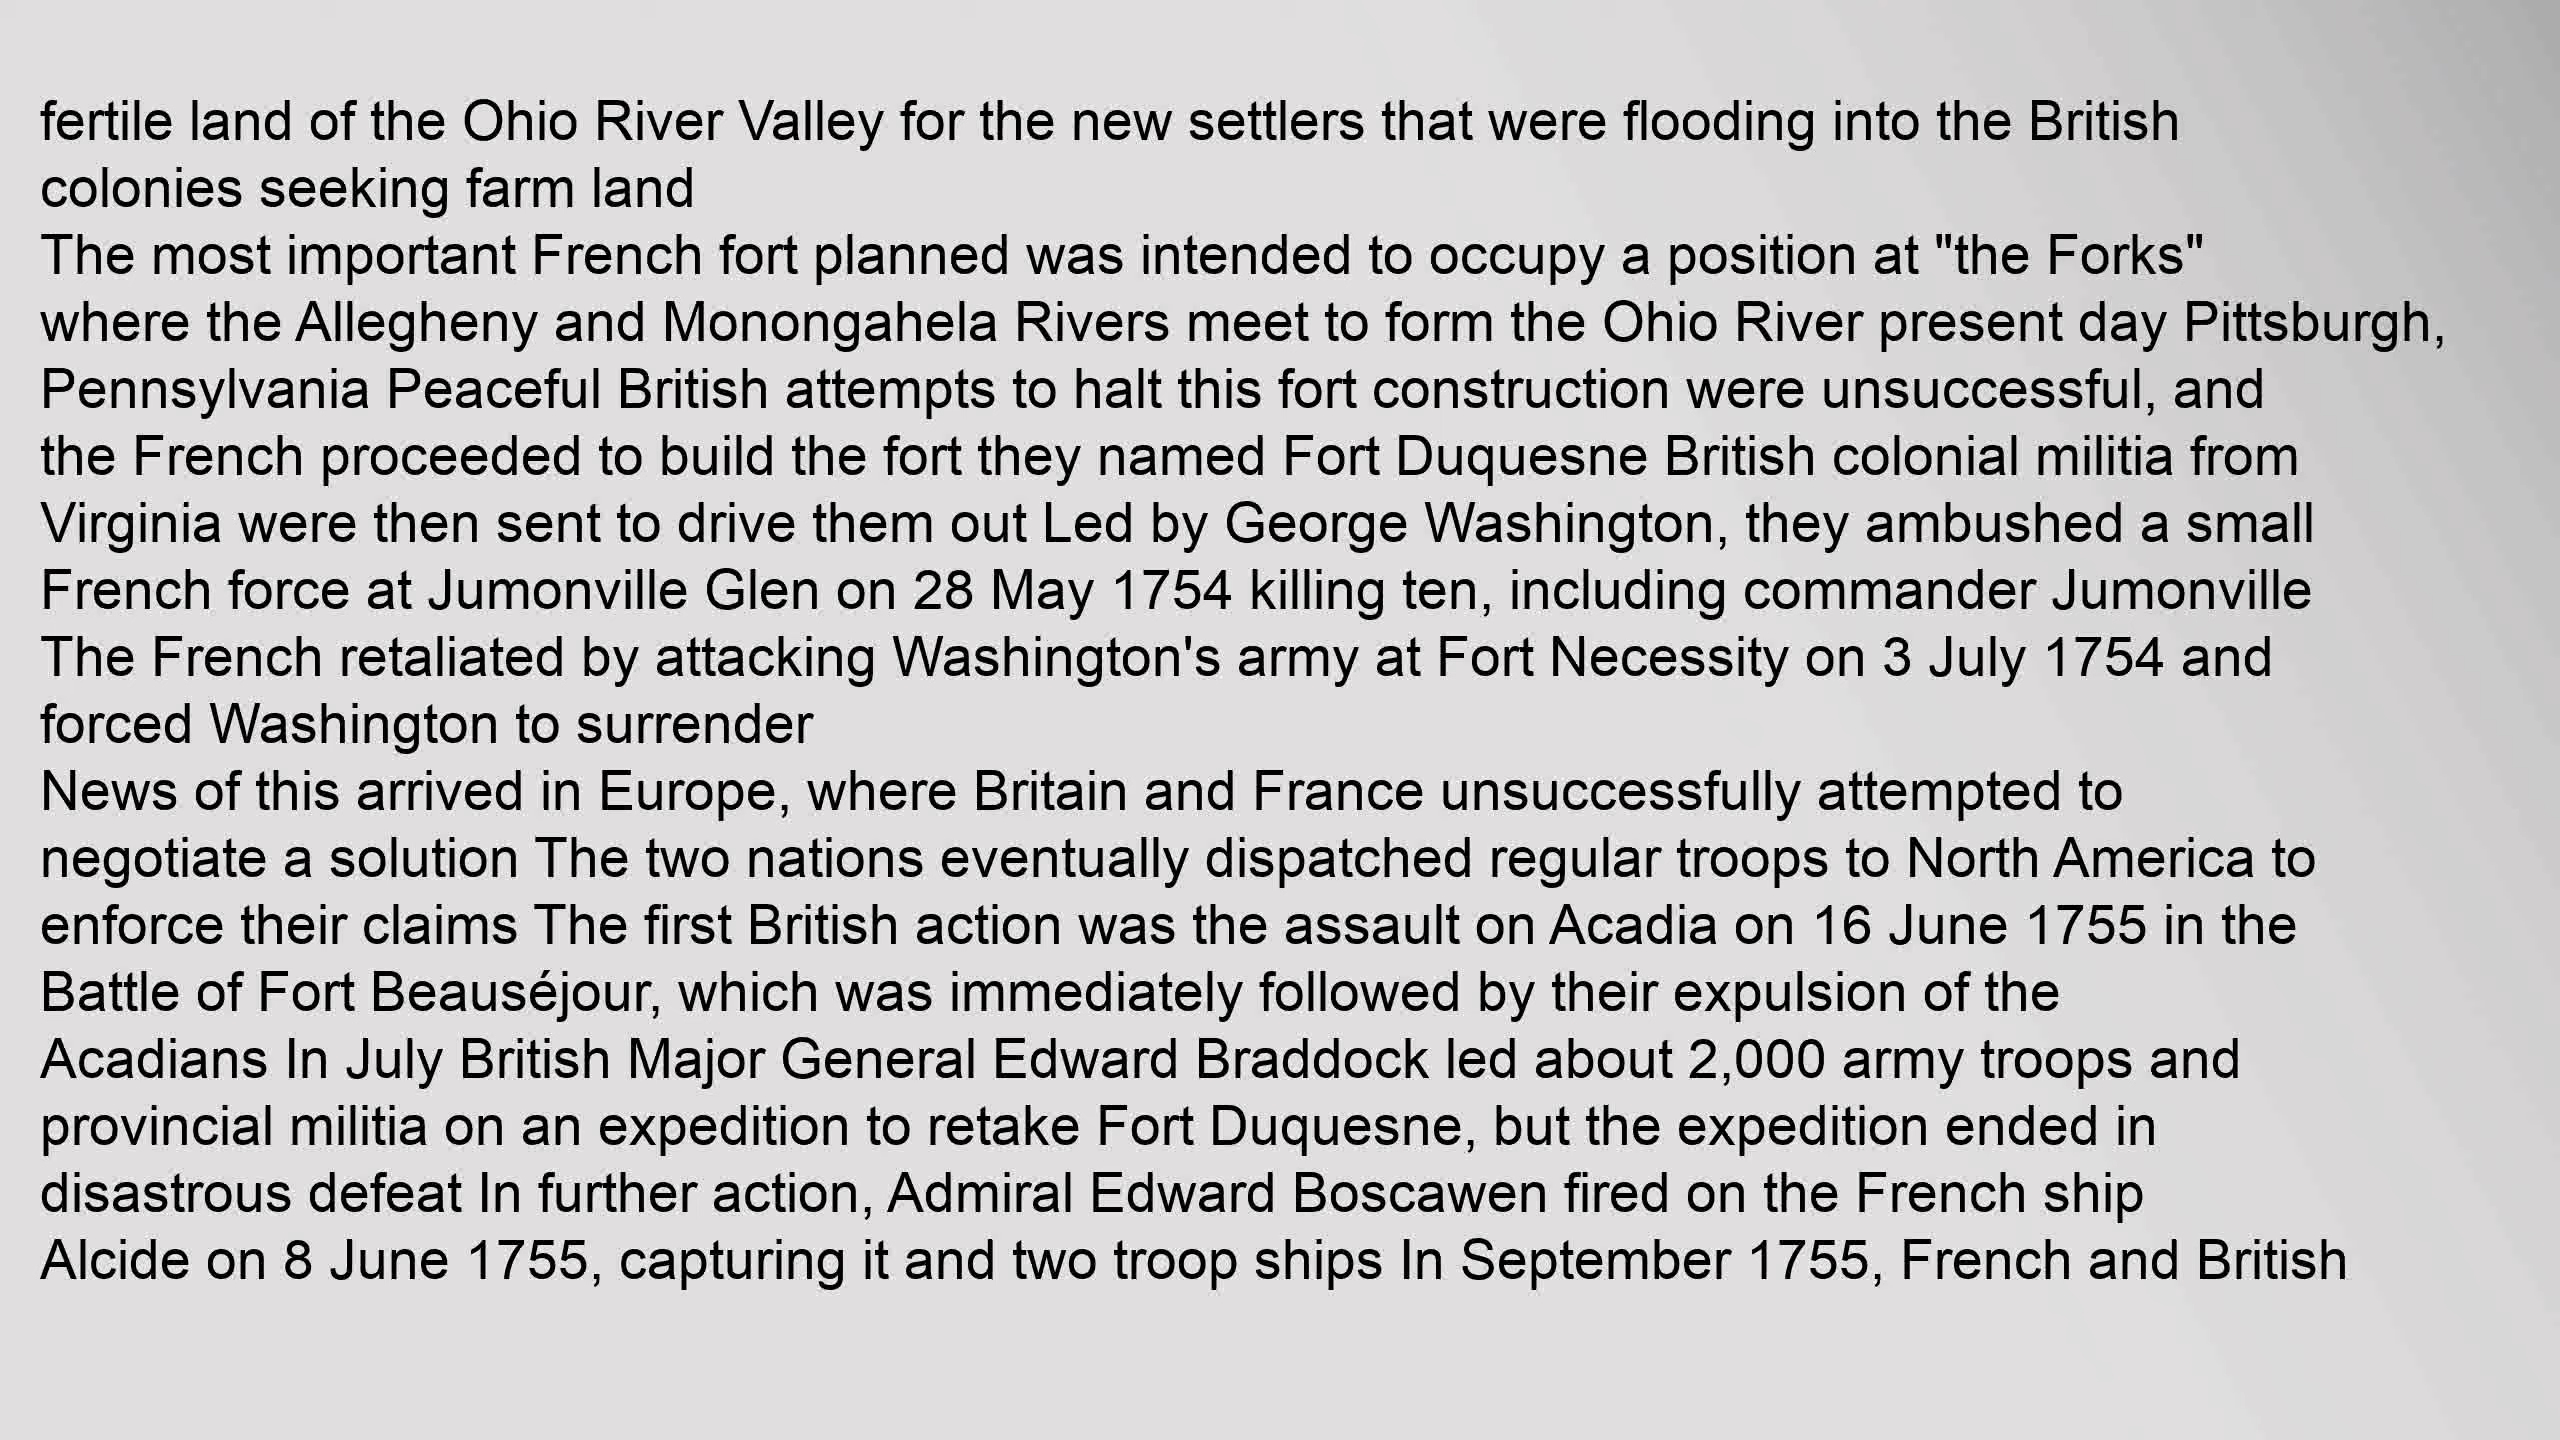 fertile land of the Ohio River Valley for the new settlers that were flooding into the British
colonies seeking farm land
The most important French fort planned was intended to occupy a position at "the Forks"
where the Allegheny and Monongahela Rivers meet to form the Ohio River present day Pittsburgh,
Pennsylvania Peaceful British attempts to halt this fort construction were unsuccessful, and
the French proceeded to build the fort they named Fort Duquesne British colonial militia from
Virginia were then sent to drive them out Led by George Washington, they ambushed a small
French force at Jumonville Glen on 28 May 1754 killing ten, including commander Jumonville
The French retaliated by attacking Washington's army at Fort Necessity on 3 July 1754 and
forced Washington to surrender
News of this arrived in Europe, where Britain and France unsuccessfully attempted to
negotiate a solution The two nations eventually dispatched regular troops to North America to
enforce their claims The first British action was the assault on Acadia on 16 June 1755 in the
Battle of Fort Beauséjour, which was immediately followed by their expulsion of the
Acadians In July British Major General Edward Braddock led about 2,000 army troops and
provincial militia on an expedition to retake Fort Duquesne, but the expedition ended in
disastrous defeat In further action, Admiral Edward Boscawen fired on the French ship
Alcide on 8 June 1755, capturing it and two troop ships In September 1755, French and British